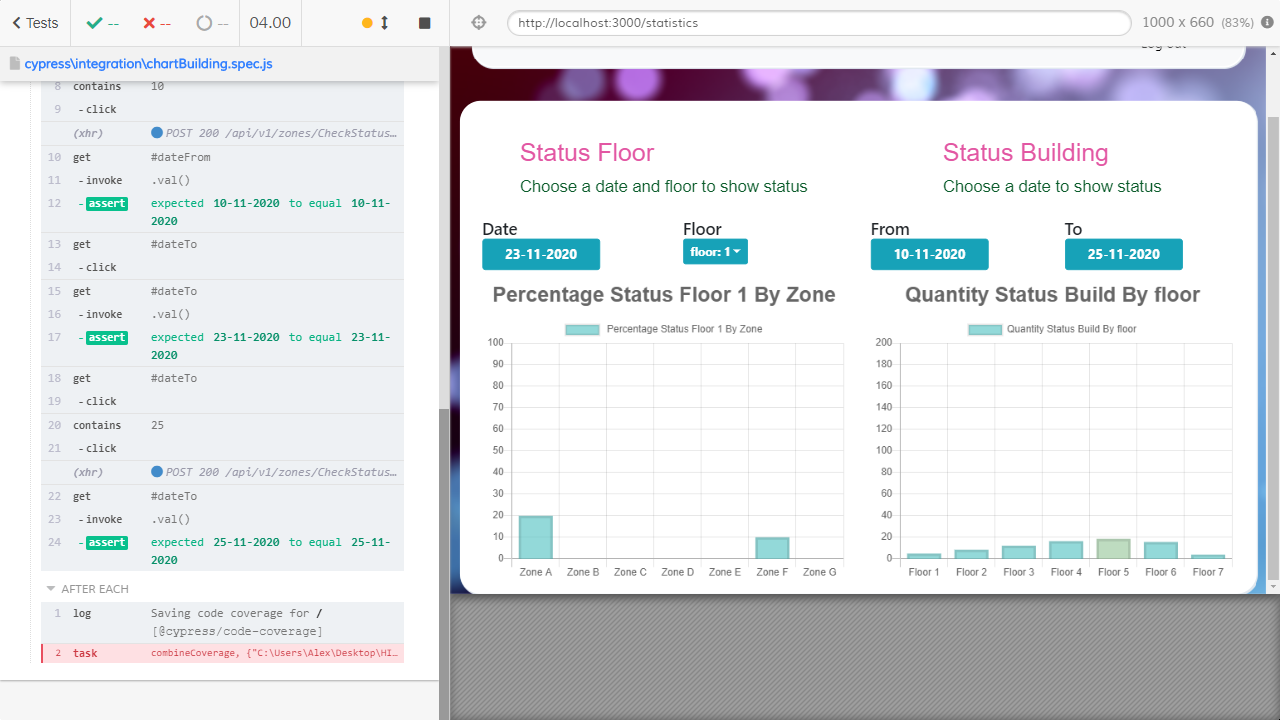 Tests
--
--
--
04.00
http://localhost:3000/statistics
1000 x 660 (83%)
cypress\integration\chartBuilding.spec.js
8 contains 10
9 - click
(xhr) POST 200 /api/v1/zones/CheckStatus…
10 get #dateFrom
11 - invoke .val()
12 - assert expected 10-11-2020 to equal 10-11-
2020
13 get #dateTo
14 - click
15 get #dateTo
16 - invoke .val()
17 - assert expected 23-11-2020 to equal 23-11-
2020
18 get #dateTo
19 - click
20 contains 25
21 - click
(xhr) POST 200 /api/v1/zones/CheckStatus…
22 get #dateTo
23 - invoke .val()
24 - assert expected 25-11-2020 to equal 25-11-
2020
AFTER EACH
1 log Saving code coverage for /
[@cypress/code-coverage]
2 task combineCoverage, {"C:\Users\Alex\Desktop\HI…
Log out
Status Floor
Choose a date and floor to show status
Date
Floor
23-11-2020
floor: 1
Percentage Status Floor 1 By Zone
Percentage Status Floor 1 By Zone
100
90
80
70
60
50
40
30
20
10
0
Zone A Zone B Zone C Zone D Zone E Zone F Zone G
Status Building
Choose a date to show status
From
To
10-11-2020
25-11-2020
Quantity Status Build By floor
Quantity Status Build By floor
200
180
160
140
120
100
80
60
40
20
0
Floor 1 Floor 2 Floor 3 Floor 4 Floor 5 Floor 6 Floor 7